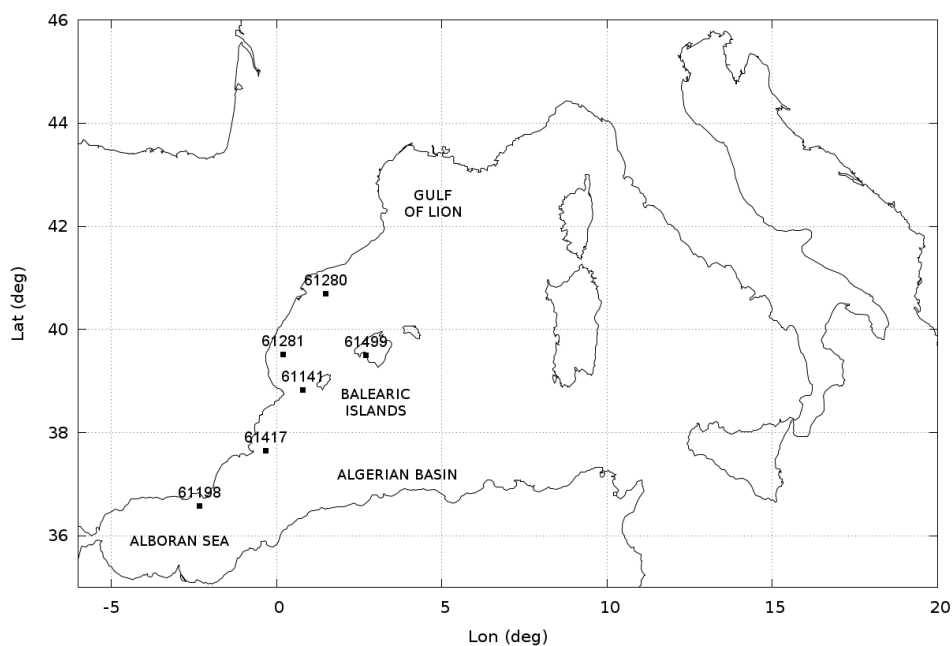 46
44
42
40
38
36
Lat (deg)
GULF
OF LION
61280
61281
61499
61141
BALEARIC
ISLANDS
61417
ALGERIAN BASIN
61198
ALBORAN SEA
-5
0
5
10
15
20
Lon (deg)